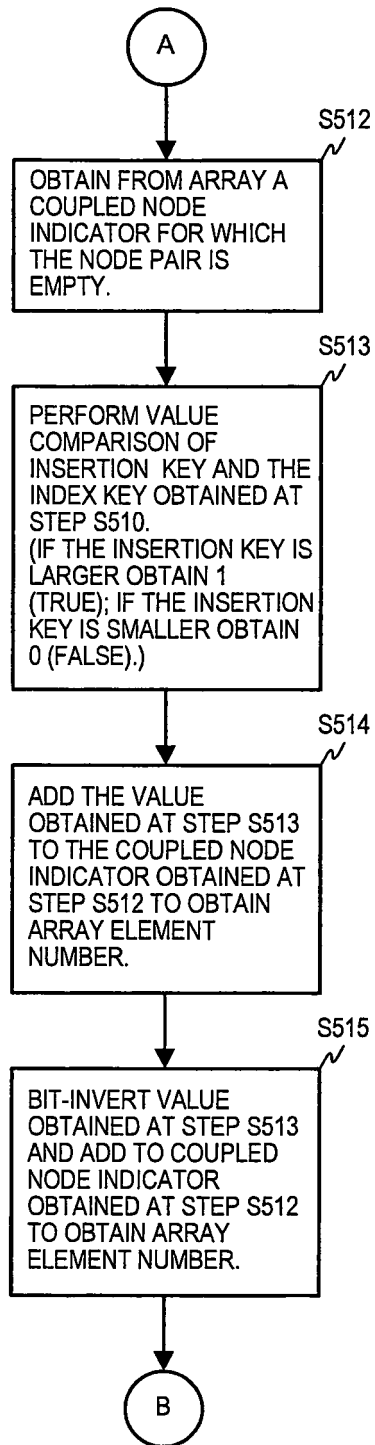 A
S512
OBTAIN FROM ARRAY A
COUPLED NODE
INDICATOR FOR WHICH
THE NODE PAIR IS
EMPTY.
S513
PERFORM VALUE
COMPARISON OF
INSERTION KEY AND THE
INDEX KEY OBTAINED AT
STEP S510.
(IF THE INSERTION KEY IS
LARGER OBTAIN 1
(TRUE); IF THE INSERTION
KEY IS SMALLER OBTAIN
0 (FALSE).)
S514
ADD THE VALUE
OBTAINED AT STEP S513
TO THE COUPLED NODE
INDICATOR OBTAINED AT
STEP S512 TO OBTAIN
ARRAY ELEMENT
NUMBER.
S515
BIT-INVERT VALUE
OBTAINED AT STEP S513
AND ADD TO COUPLED
NODE INDICATOR
OBTAINED AT STEP S512
TO OBTAIN ARRAY
ELEMENT NUMBER.
B